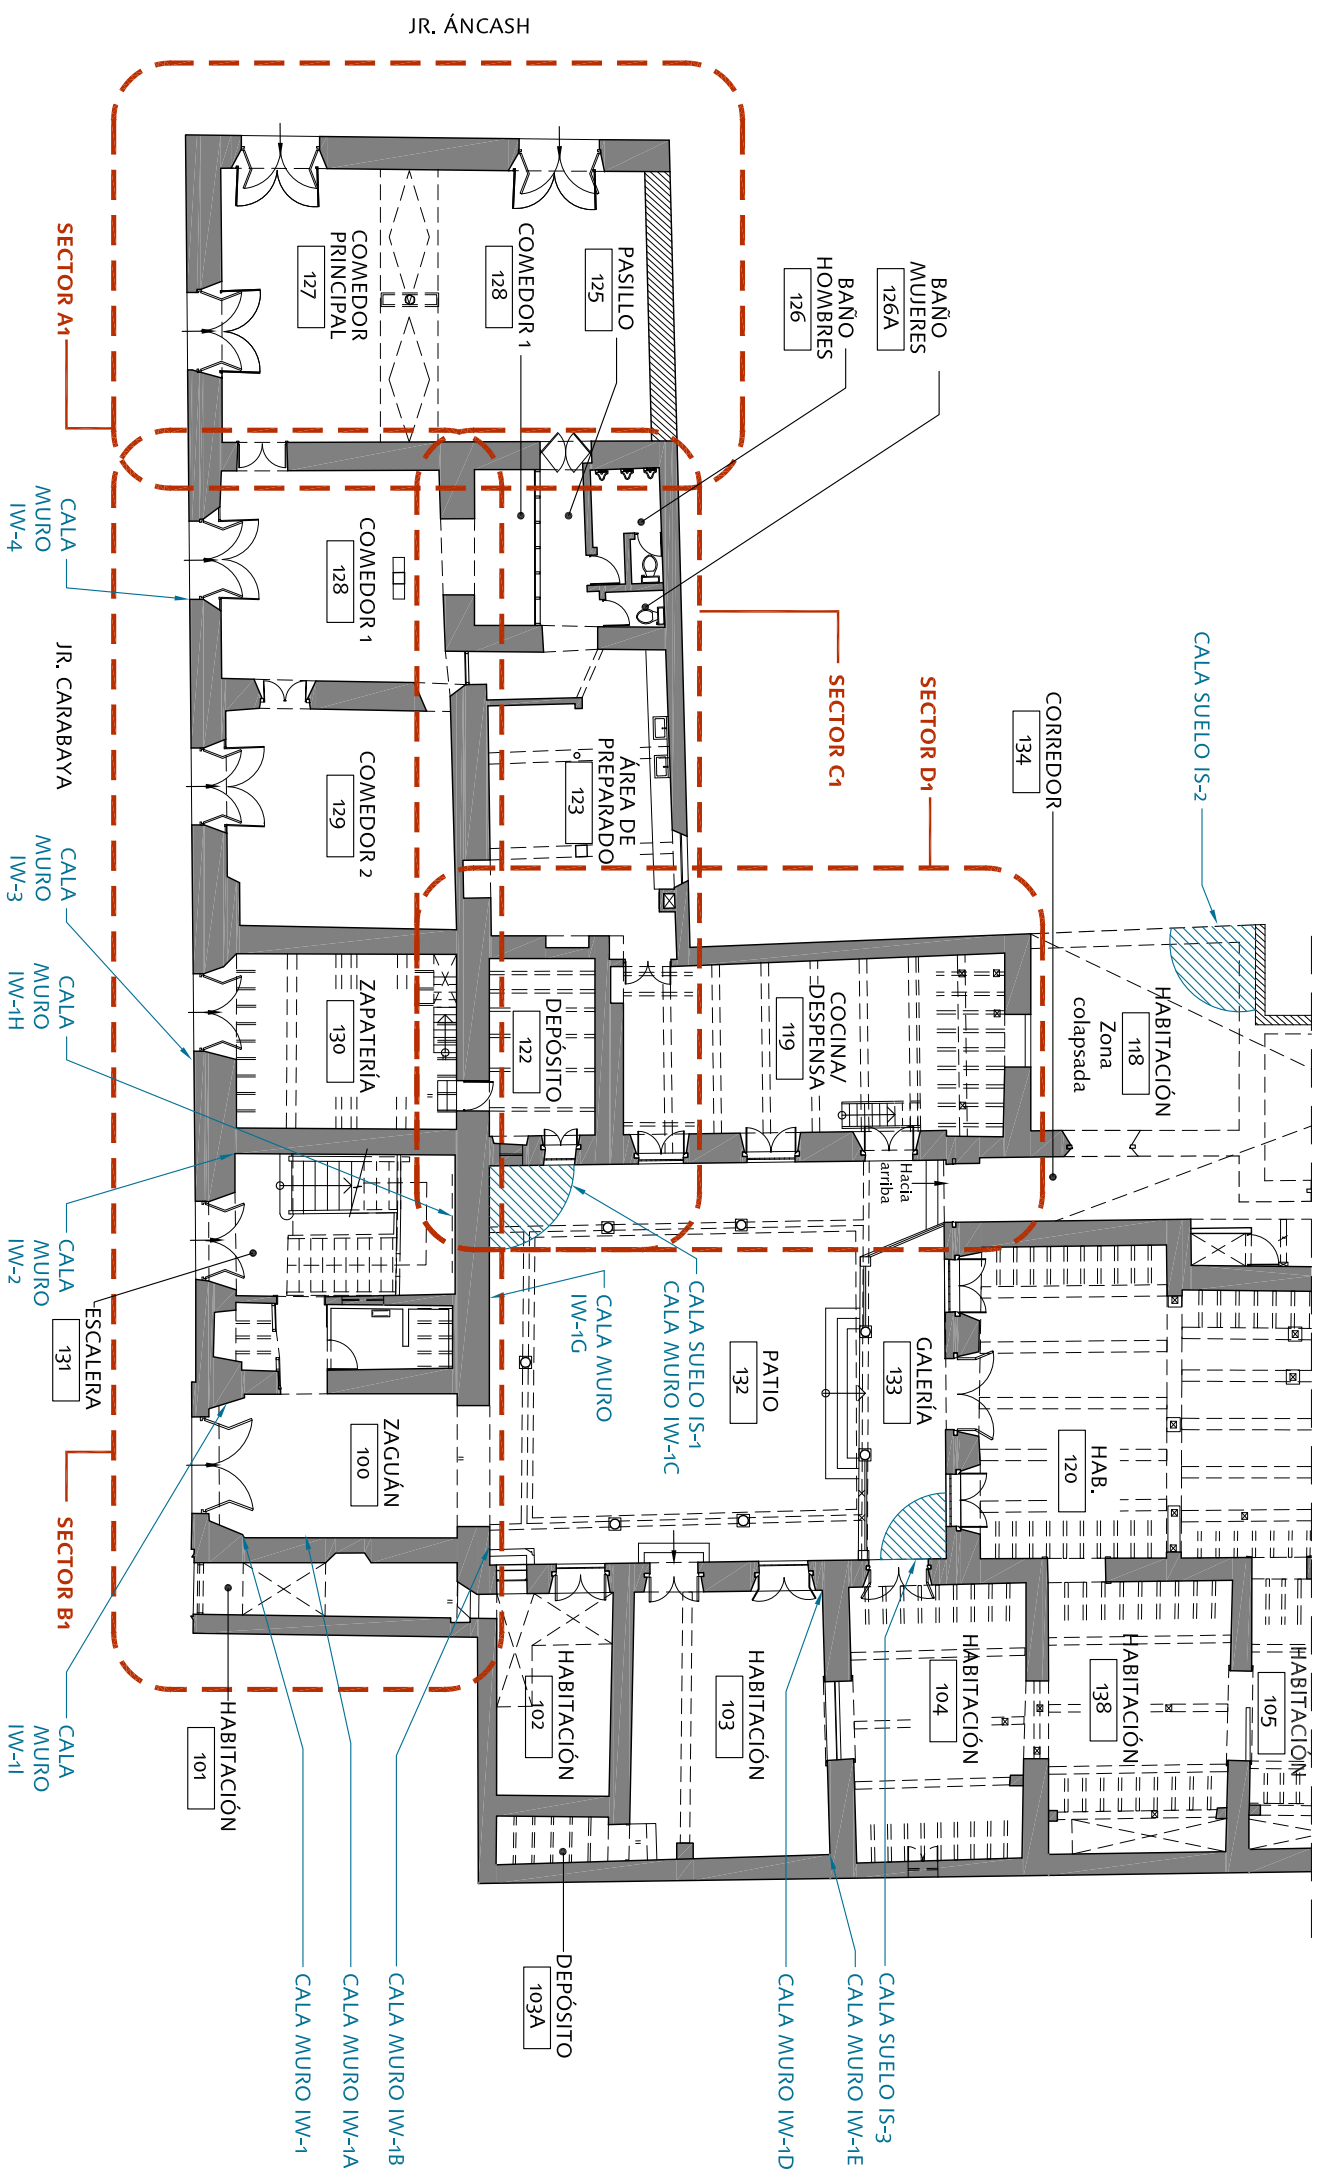 JR. ÁNCASH
SECTOR A1
COMEDOR
PRINCIPAL
127
COMEDOR 1
128
PASILLO
125
BAÑO
HOMBRES
126
BAÑO
MUJERES
126A
CALA
MURO
IW-4
COMEDOR 1
128
SECTOR C1
SECTOR D1
CORREDOR
134
CALA SUELO IS-2
JR. CARABAYA
COMEDOR 2
129
ÁREA DE
PREPARADO
123
CALA
MURO
IW-3
CALA
MURO
IW-1H
ZAPATERÍA
130
DEPÓSITO
122
COCINA/
DESPENSA
119
HABITACIÓN
118
Zona
colapsada
Hacia
arriba
CALA
MURO
IW-2
ESCALERA
131
CALA MURO
IW-1G
CALA SUELO IS-1
CALA MURO IW-1C
PATIO
132
GALERÍA
133
HAB.
120
ZAGUÁN
100
SECTOR B1
CALA
MURO
IW-1I
HABITACIÓN
101
HABITACIÓN
102
HABITACIÓN
103
HABITACIÓN
104
HABITACIÓN
138
HABITACIÓN
105
DEPÓSITO
103A
CALA MURO IW-1
CALA MURO IW-1A
CALA MURO IW-1B
CALA MURO IW-1D
CALA MURO IW-1E
CALA SUELO IS-3